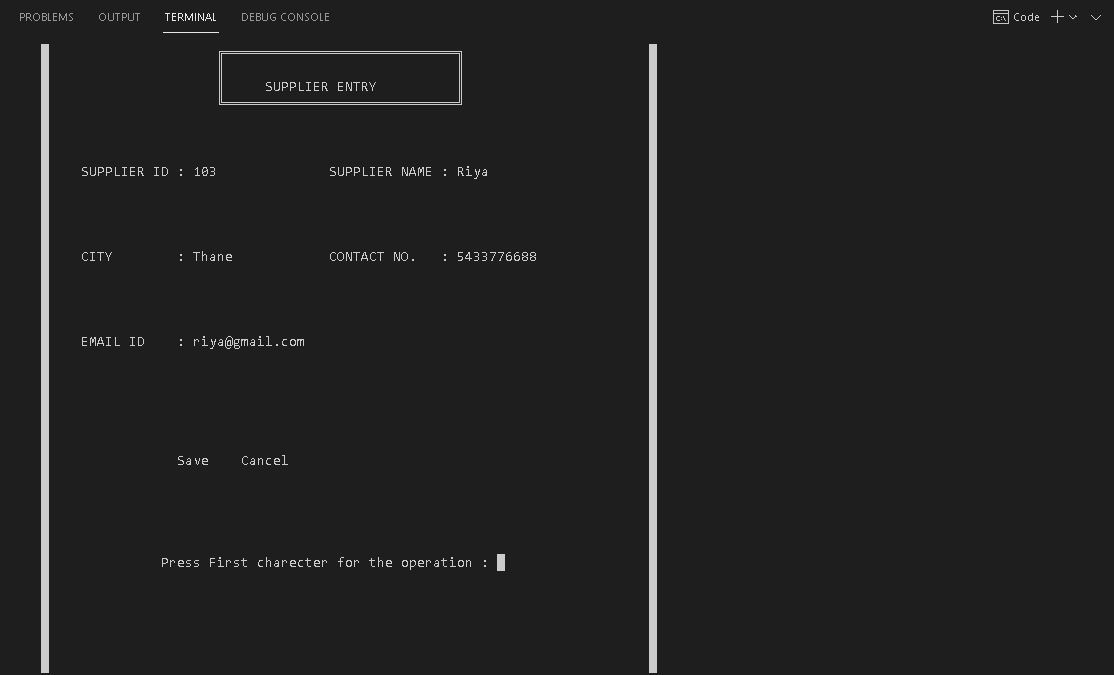 PROBLEMS OUTPUT TERMINAL DEBUG CONSOLE Code
SUPPLIER ENTRY
SUPPLIER ID : 103 SUPPLIER NAME : Riya
CITY : Thane CONTACT NO. : 5433776688
EMAIL ID : riya@gmail.com
Save Cancel
Press First charecter for the operation :